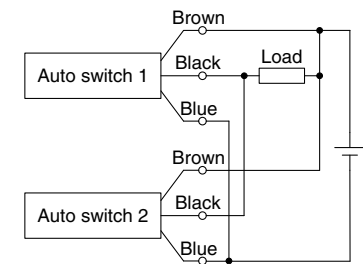 Brown
Auto switch 1
Black
Load
Blue
Brown
Auto switch 2
Black
Blue